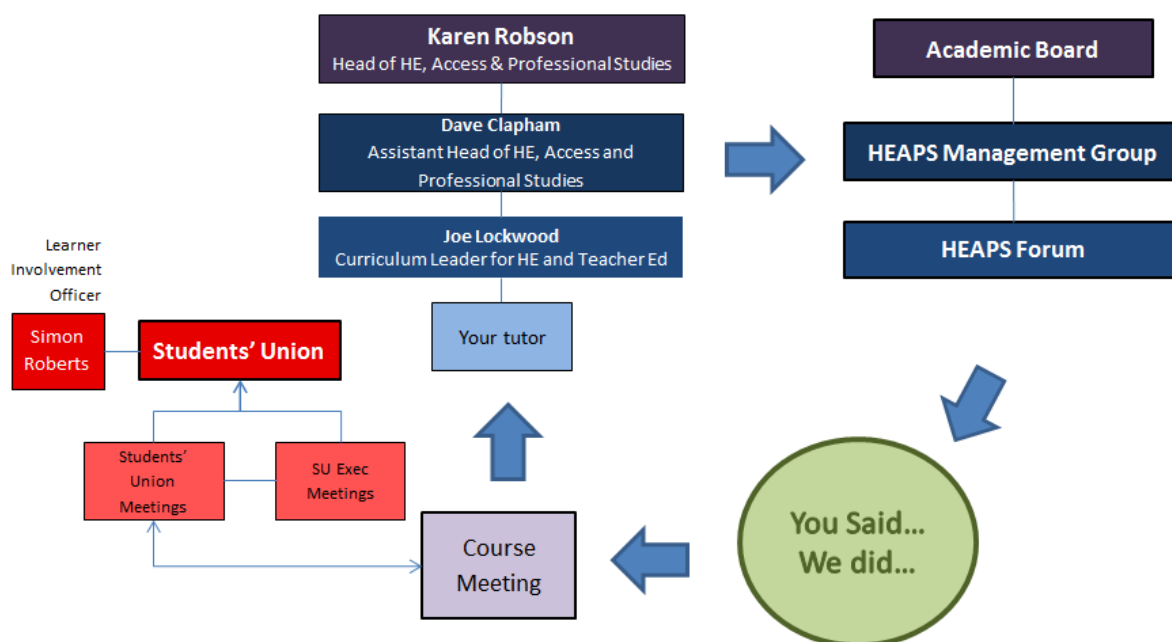 Karen Robson
Head of HE, Access & Professional Studies
Academic Board
Dave Clapham
Assistant Head of HE, Access and
Professional Studies
HEAPS Management Group
Joe Lockwood
Curriculum Leader for HE and Teacher Ed
HEAPS Forum
Learner
Involvement
Officer
Simon
Roberts
Students’ Union
Your tutor
Students’
Union
Meetings
SU Exec
Meetings
Course
Meeting
You Said…
We did…